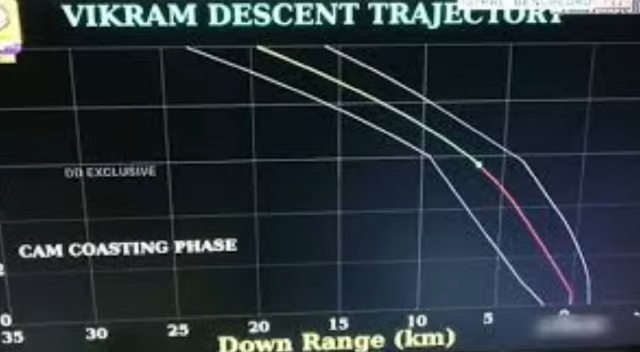 VIKRAM DESCENT TRAJECTORY
DD EXCLUSIVE
CAM COASTING PHASE
35 30 25 20 15 10 5 0
Down Range (km)